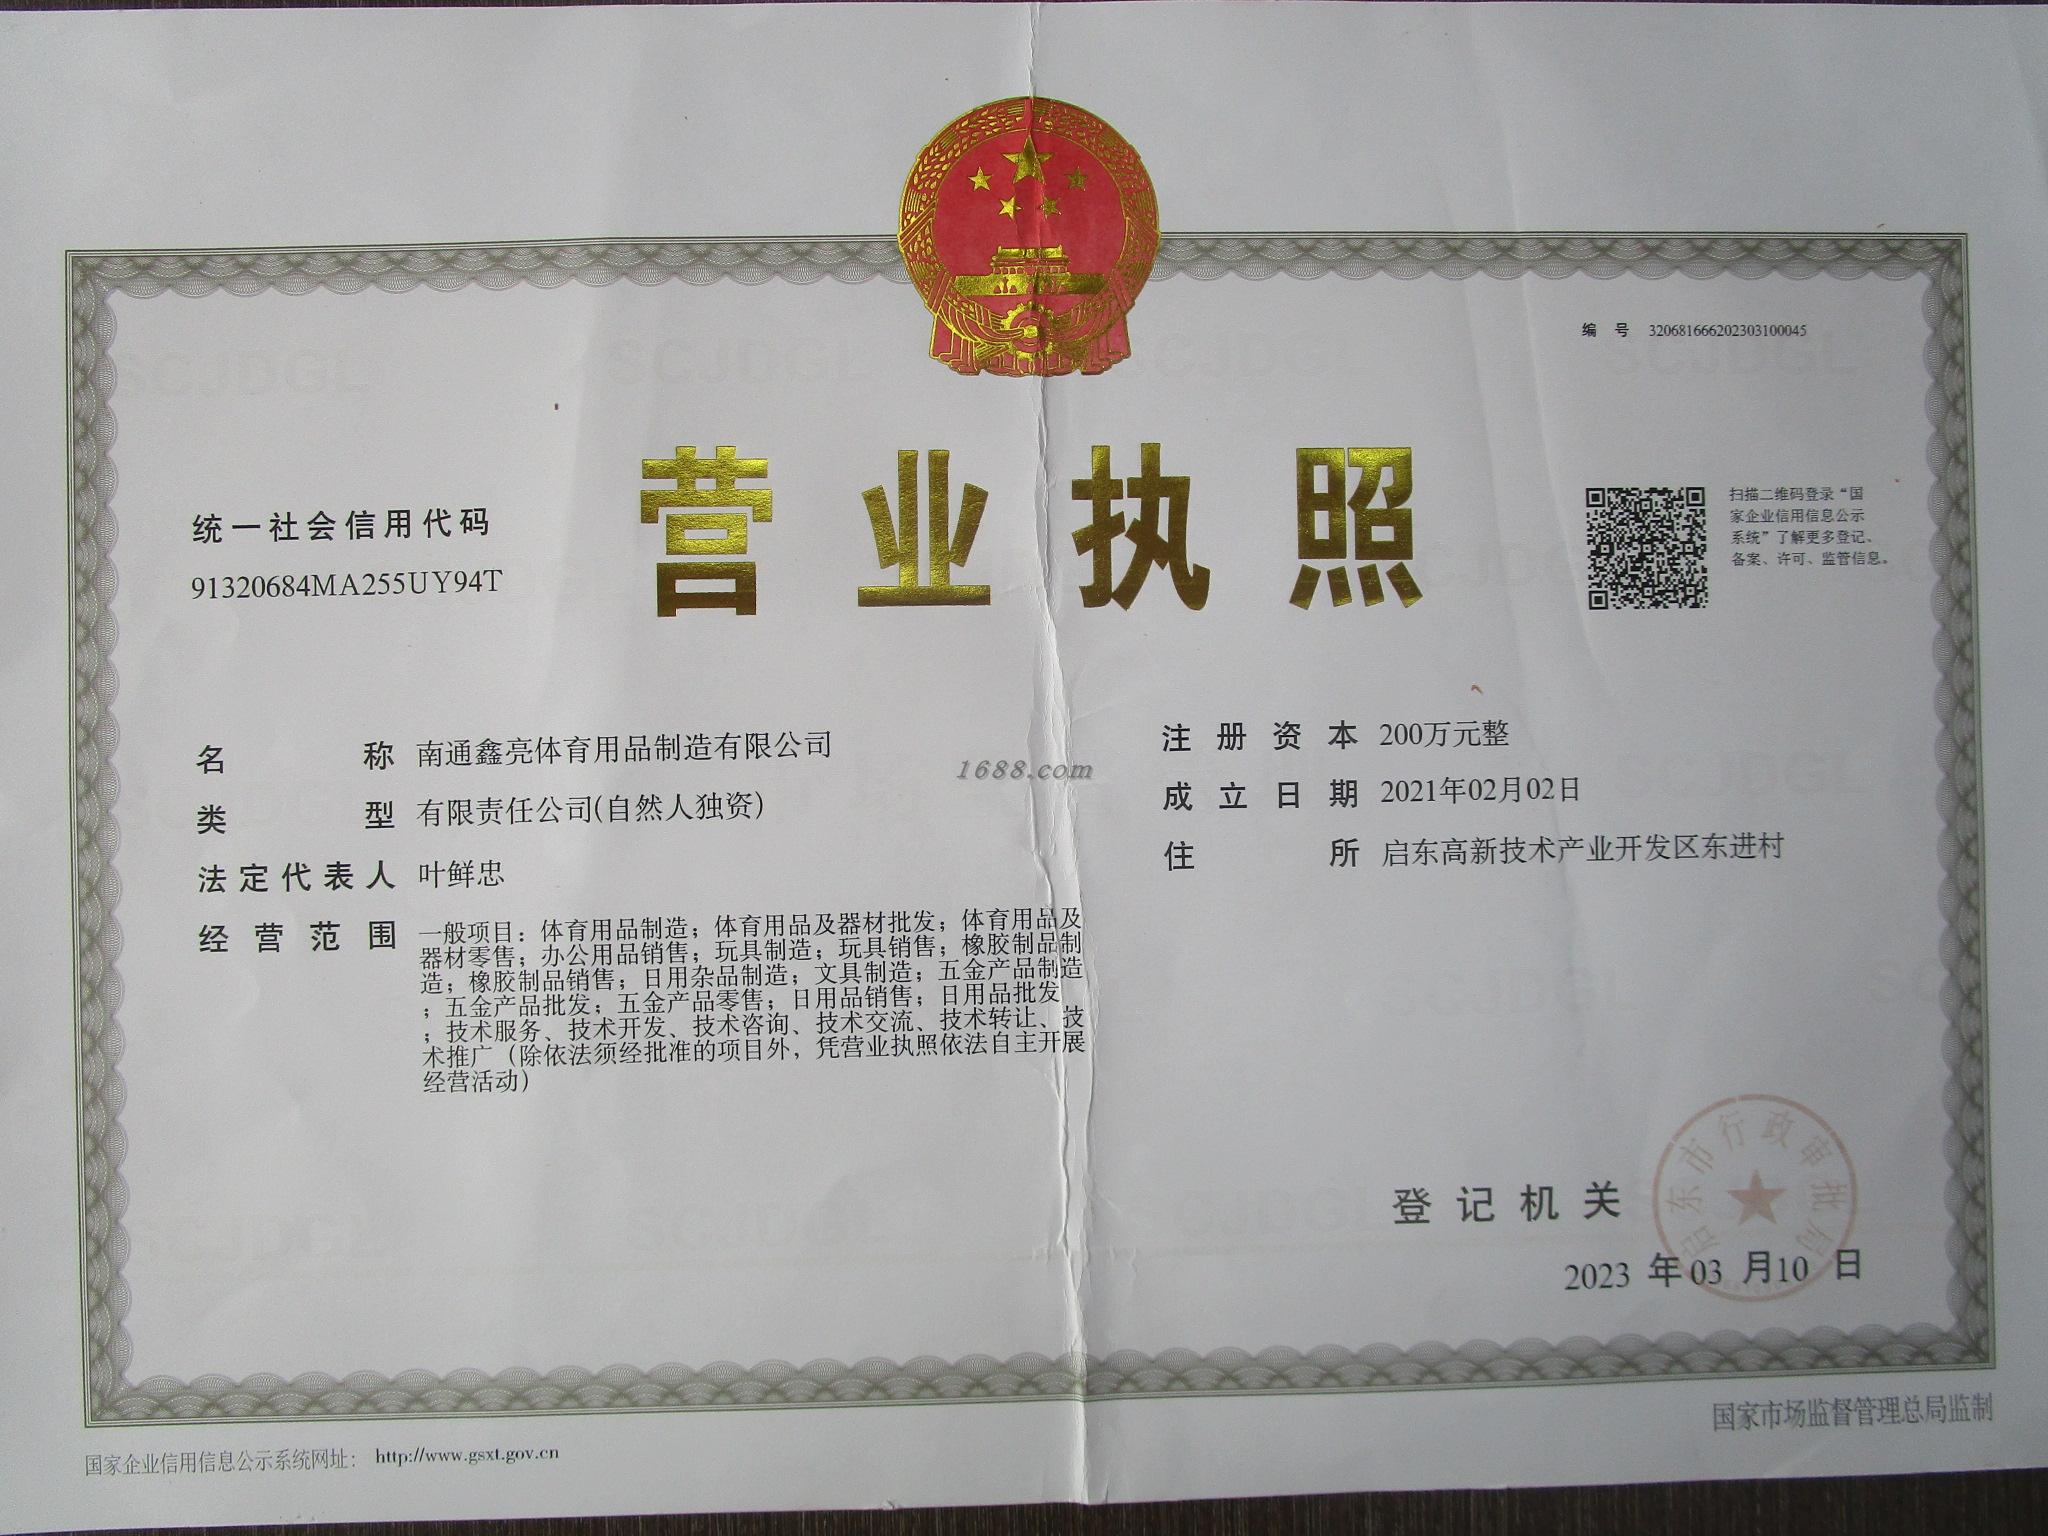 编 号 320681666202303100045
统一社会信用代码
91320684MA255UY94T
营业执照
扫描二维码登录“国
家企业信用信息公示
系统”了解更多登记、
备案、许可、监管信息。
名 称 南通鑫亮体育用品制造有限公司
类 型 有限责任公司(自然人独资)
法定代表人 叶鲜忠
经营范围 一般项目：体育用品制造；体育用品及器材批发；体育用品及
器材零售；办公用品销售；玩具制造；玩具销售；橡胶制品制
造；橡胶制品销售；日用杂品制造；文具制造；五金产品制造
；五金产品批发；五金产品零售；日用品销售；日用品批发
；技术服务、技术开发、技术咨询、技术交流、技术转让、技
术推广（除依法须经批准的项目外，凭营业执照依法自主开展
经营活动）
1688.com
注册资本 200万元整
成立日期 2021年02月02日
住 所 启东高新技术产业开发区东进村
登记机关
启东市行政审批局
2023 年 03 月 10 日
国家企业信用信息公示系统网址： http://www.gsxt.gov.cn
国家市场监督管理总局监制